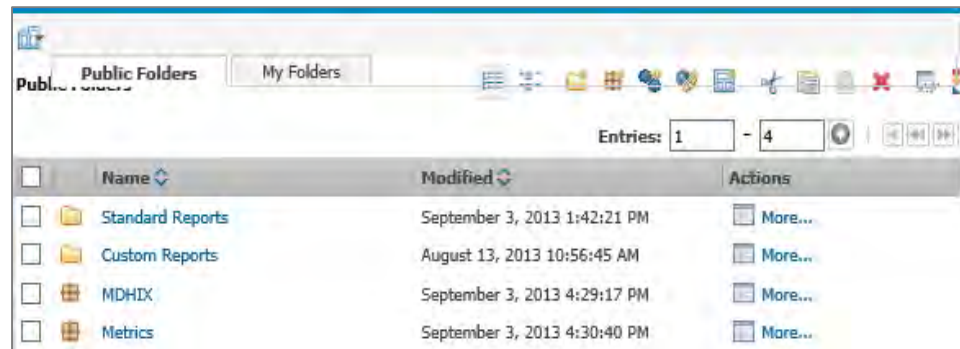 Public Folders My Folders
Public Folders
Entries: 1 - 4
Name Modified Actions
Standard Reports September 3, 2013 1:42:21 PM More...
Custom Reports August 13, 2013 10:56:45 AM More...
MDHIX September 3, 2013 4:29:17 PM More...
Metrics September 3, 2013 4:30:40 PM More...